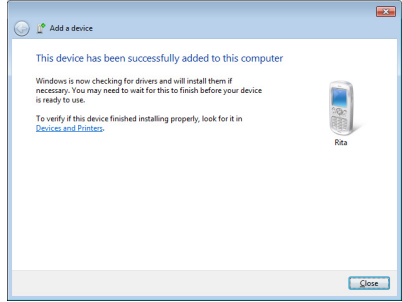 Add a device
This device has been successfully added to this computer
Windows is now checking for drivers and will install them if
necessary. You may need to wait for this to finish before your device
is ready to use.
To verify if this device finished installing properly, look for it in
Devices and Printers.
Rita
Close